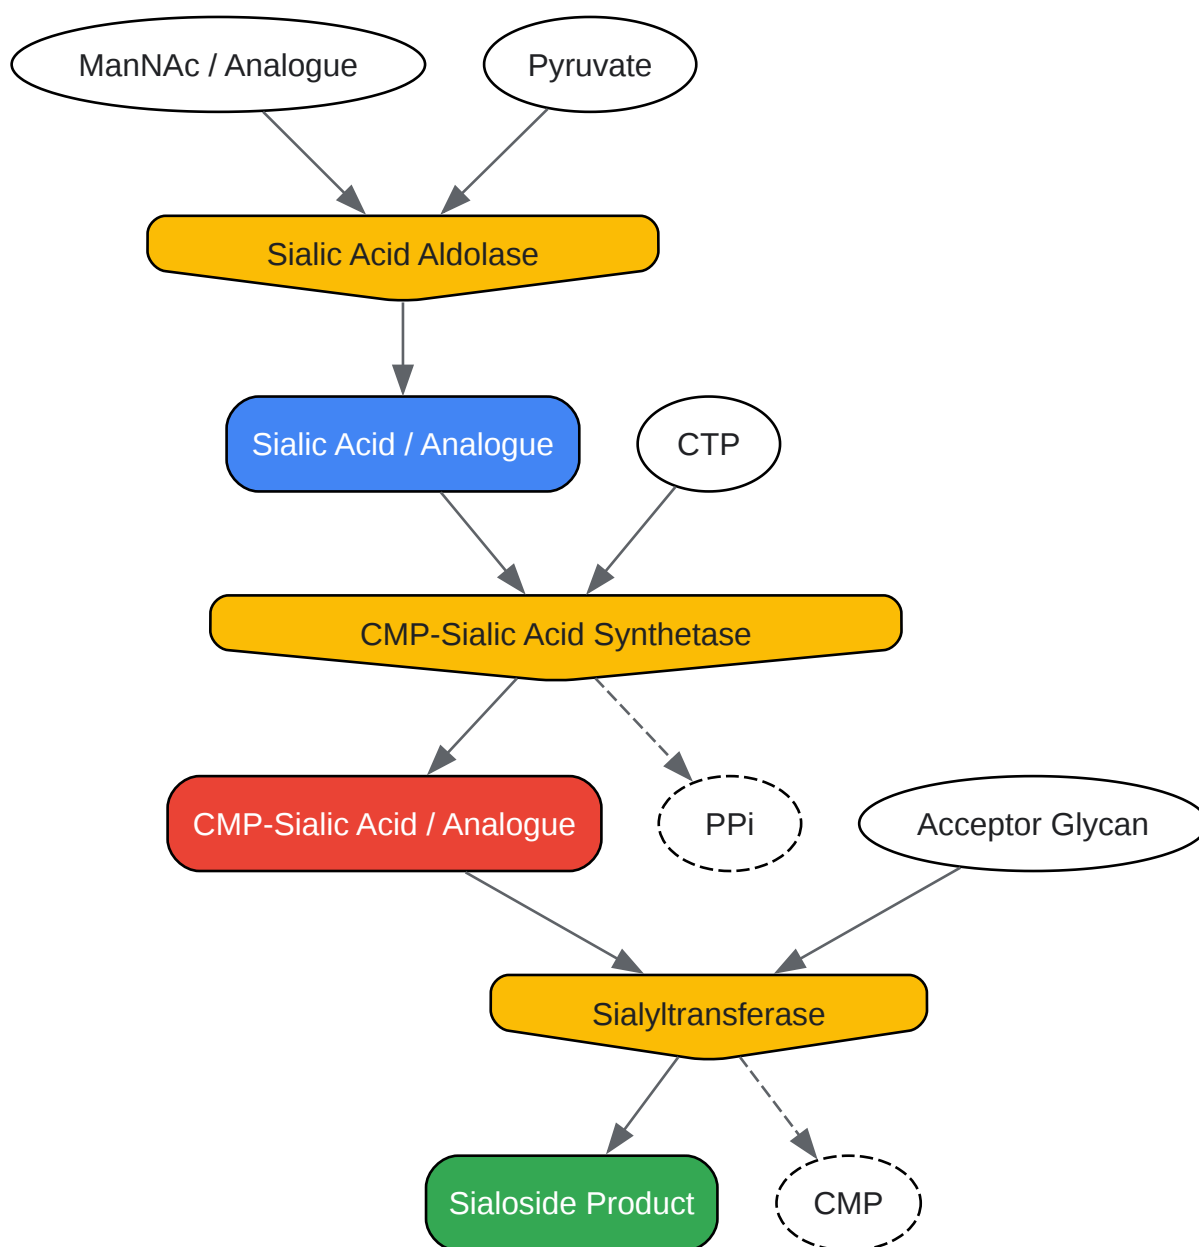 ManNAc / Analogue
Pyruvate
Sialic Acid Aldolase
Sialic Acid / Analogue
CTP
CMP-Sialic Acid Synthetase
CMP-Sialic Acid / Analogue
PPi
Acceptor Glycan
Sialyltransferase
Sialoside Product
CMP